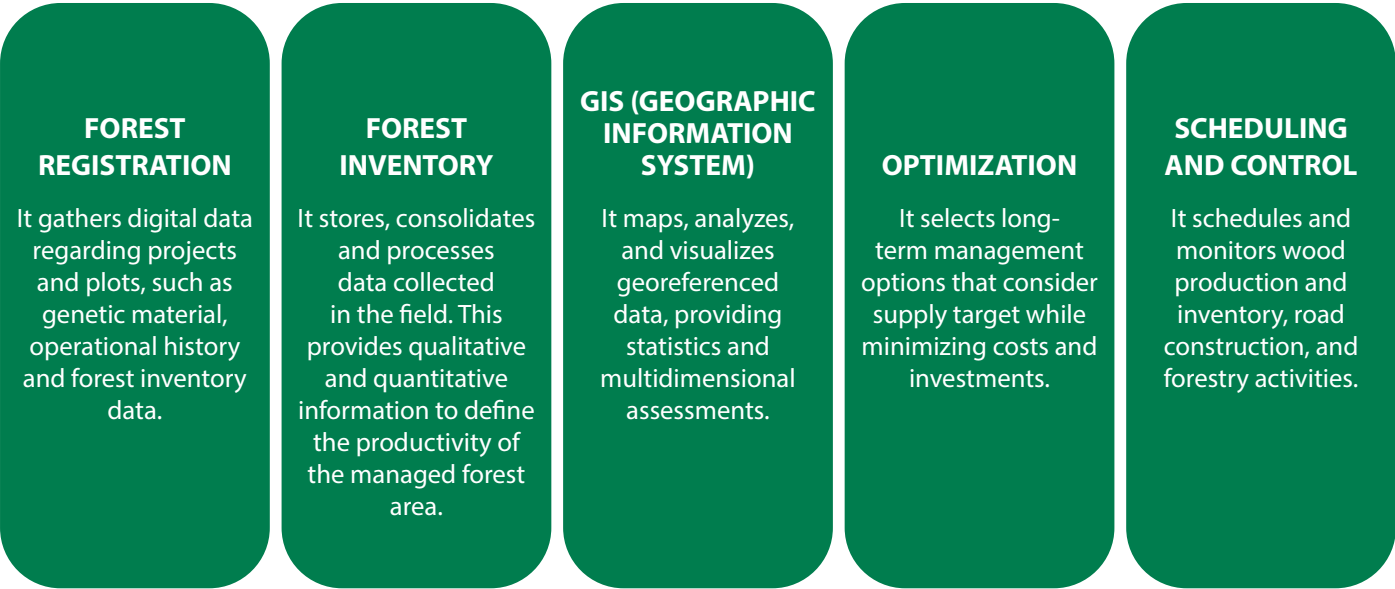 FOREST
REGISTRATION
It gathers digital data
regarding projects
and plots, such as
genetic material,
operational history
and forest inventory
data.
FOREST
INVENTORY
It stores, consolidates
and processes
data collected
in the field. This
provides qualitative
and quantitative
information to define
the productivity of
the managed forest
area.
GIS (GEOGRAPHIC
INFORMATION
SYSTEM)
It maps, analyzes,
and visualizes
georeferenced
data, providing
statistics and
multidimensional
assessments.
OPTIMIZATION
It selects long-
term management
options that consider
supply target while
minimizing costs and
investments.
SCHEDULING
AND CONTROL
It schedules and
monitors wood
production and
inventory, road
construction, and
forestry activities.